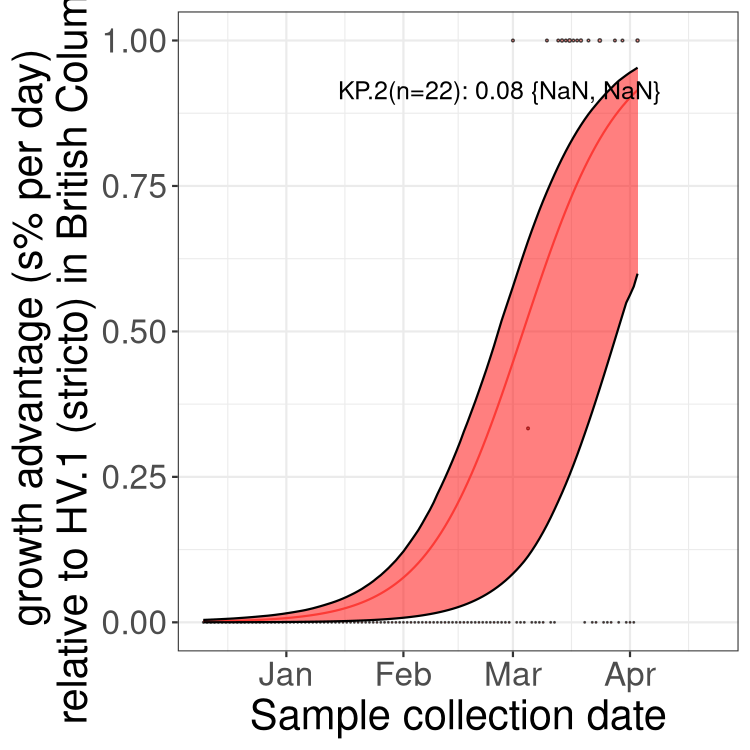 growth advantage (s% per day)
relative to HV.1 (stricto) in British Colum
1.00
0.75
0.50
0.25
0.00
KP.2(n=22): 0.08 {NaN, NaN}
Jan Feb Mar Apr
Sample collection date